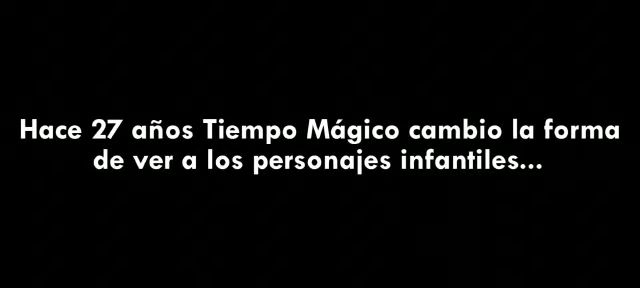 Hace 27 años Tiempo Mágico cambio la forma
de ver a los personajes infantiles...